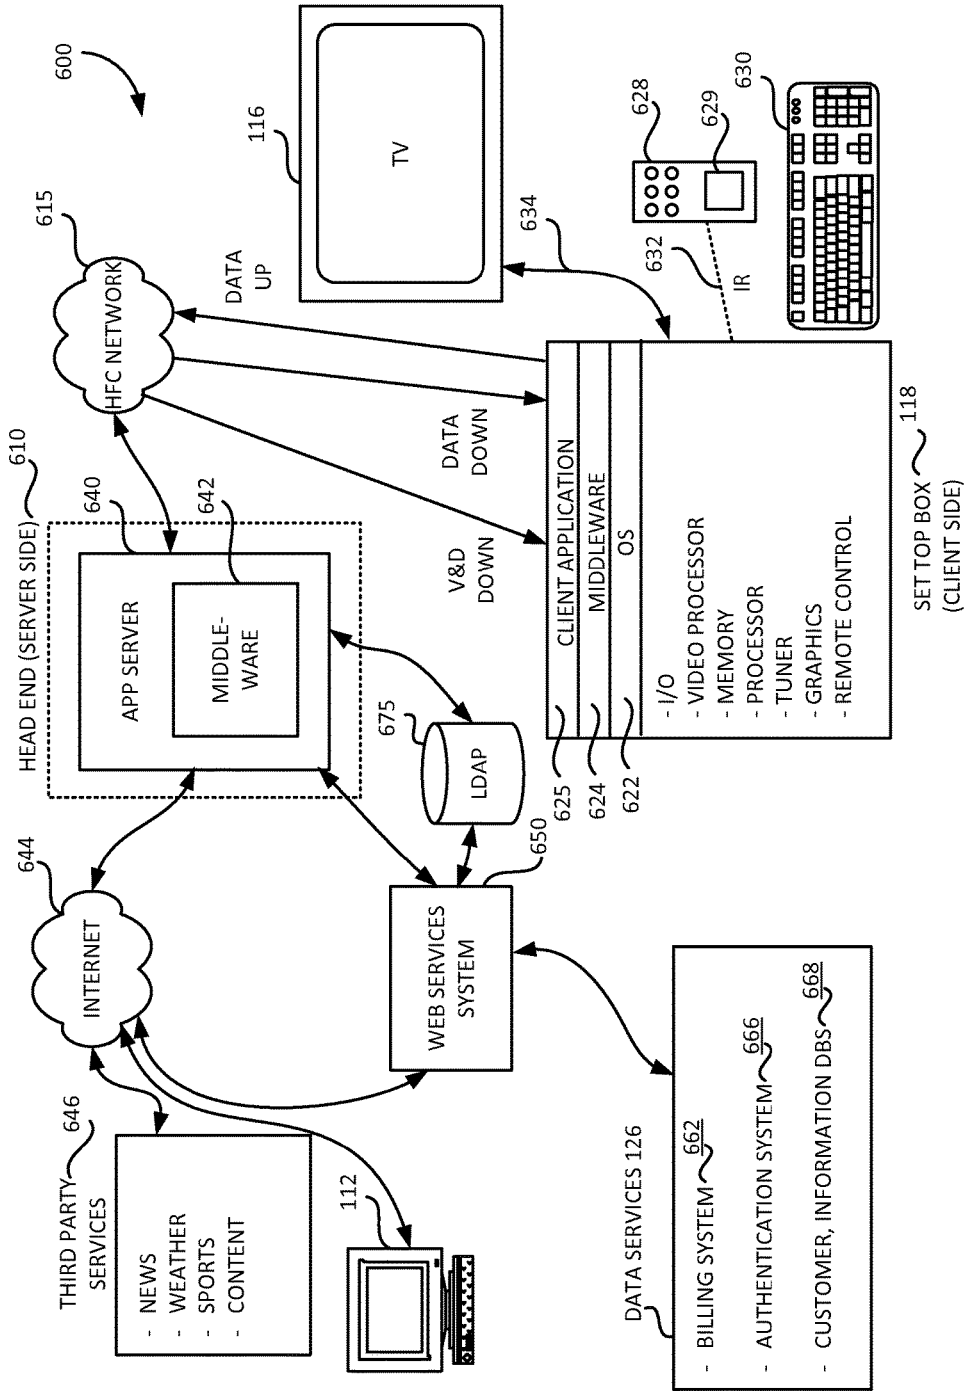 600
THIRD PARTY 646
SERVICES
- NEWS
- WEATHER
- SPORTS
- CONTENT
112
INTERNET
644
HEAD END (SERVER SIDE)
610
APP SERVER
640
MIDDLE-
WARE
642
HFC NETWORK
615
WEB SERVICES
SYSTEM
650
LDAP
675
V&D
DOWN
DATA
DOWN
DATA
UP
TV
116
634
628
629
632
IR
630
DATA SERVICES 126
- BILLING SYSTEM 662
- AUTHENTICATION SYSTEM 666
- CUSTOMER, INFORMATION DBS 668
625
CLIENT APPLICATION
624
MIDDLEWARE
622
OS
- I/O
- VIDEO PROCESSOR
- MEMORY
- PROCESSOR
- TUNER
- GRAPHICS
- REMOTE CONTROL
SET TOP BOX 118
(CLIENT SIDE)